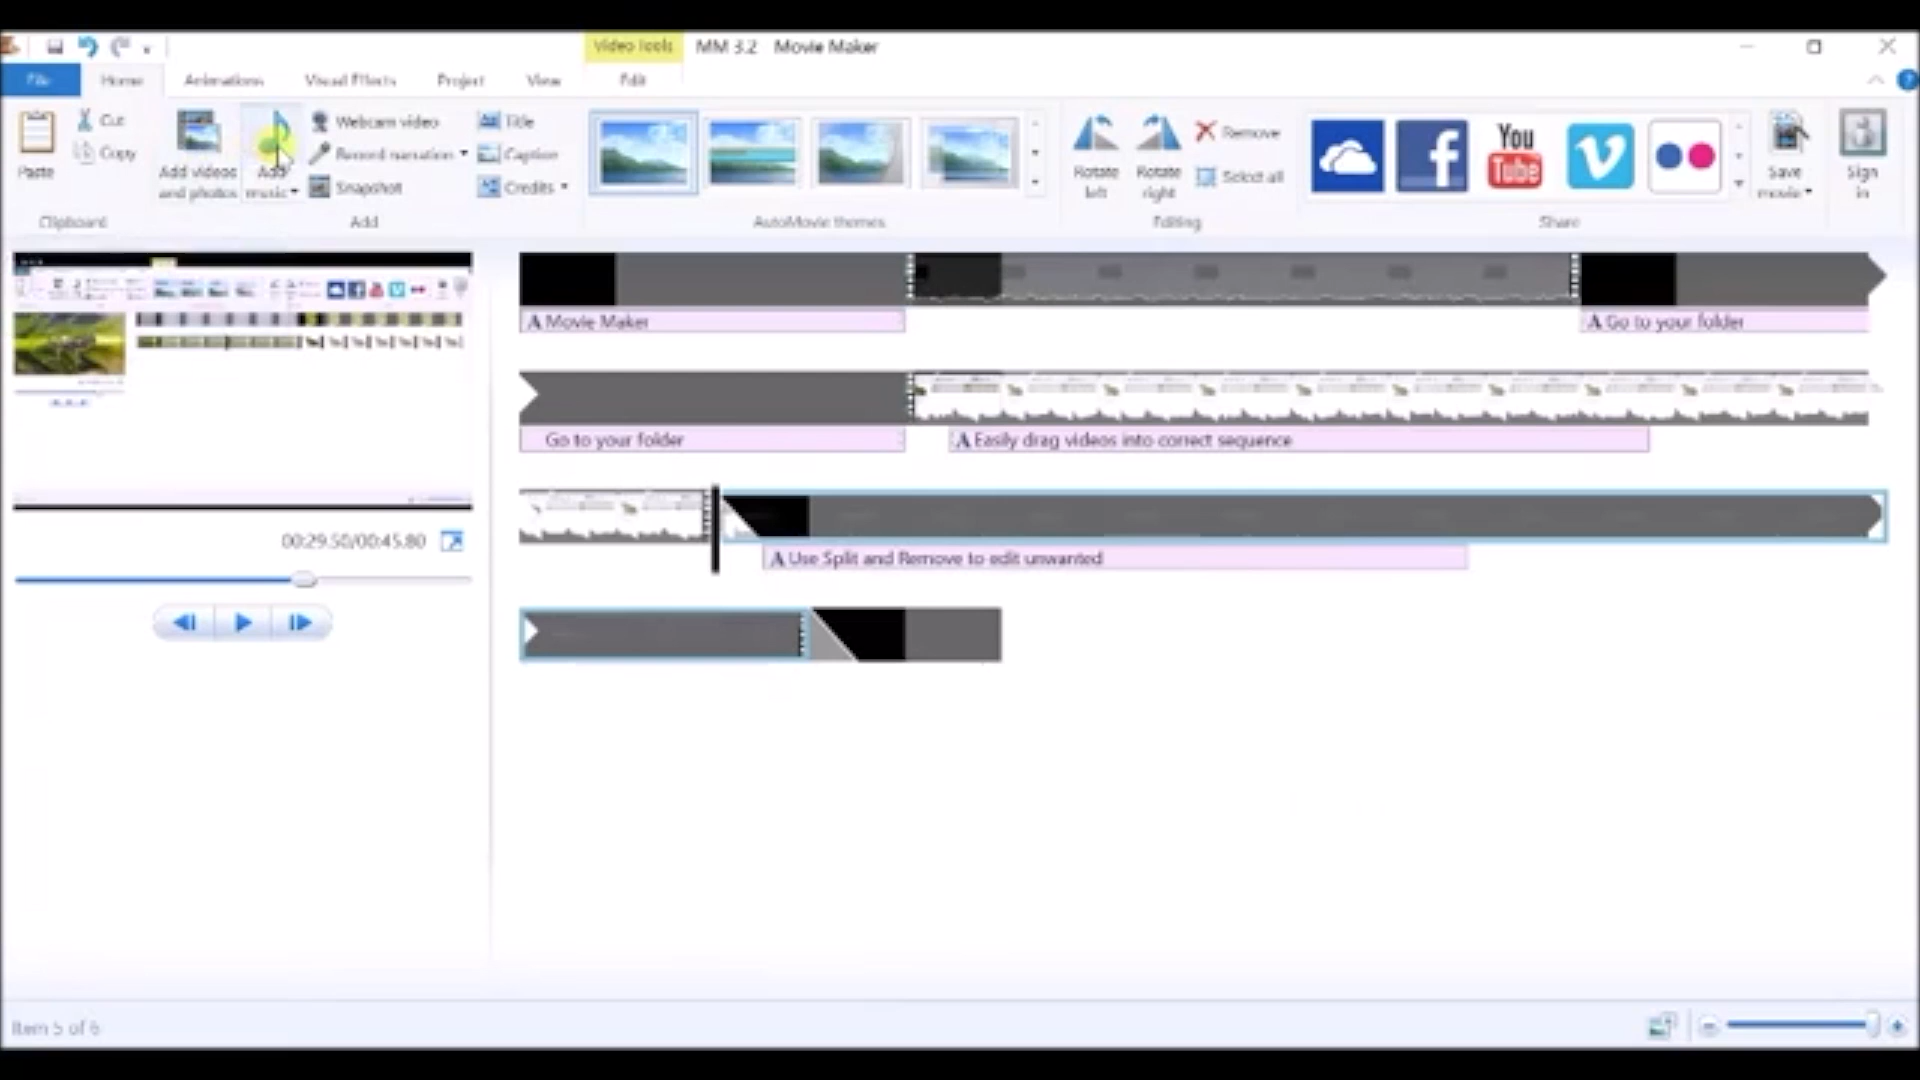 Video Tools
MM 3.2 Movie Maker
File Home Animations Visual Effects Project View Edit
Paste
Cut
Copy
Clipboard
Add videos
and photos
Add
music
Webcam video
Record narration
Snapshot
Title
Caption
Credits
Add
AutoMovie themes
Rotate
left
Rotate
right
Remove
Select all
Editing
f
You
Tube
V
Share
Save
movie
Sign
in
00:29.50/00:45.80
A Movie Maker
A Go to your folder
Go to your folder
A Easily drag videos into correct sequence
A Use Split and Remove to edit unwanted
Item 5 of 6